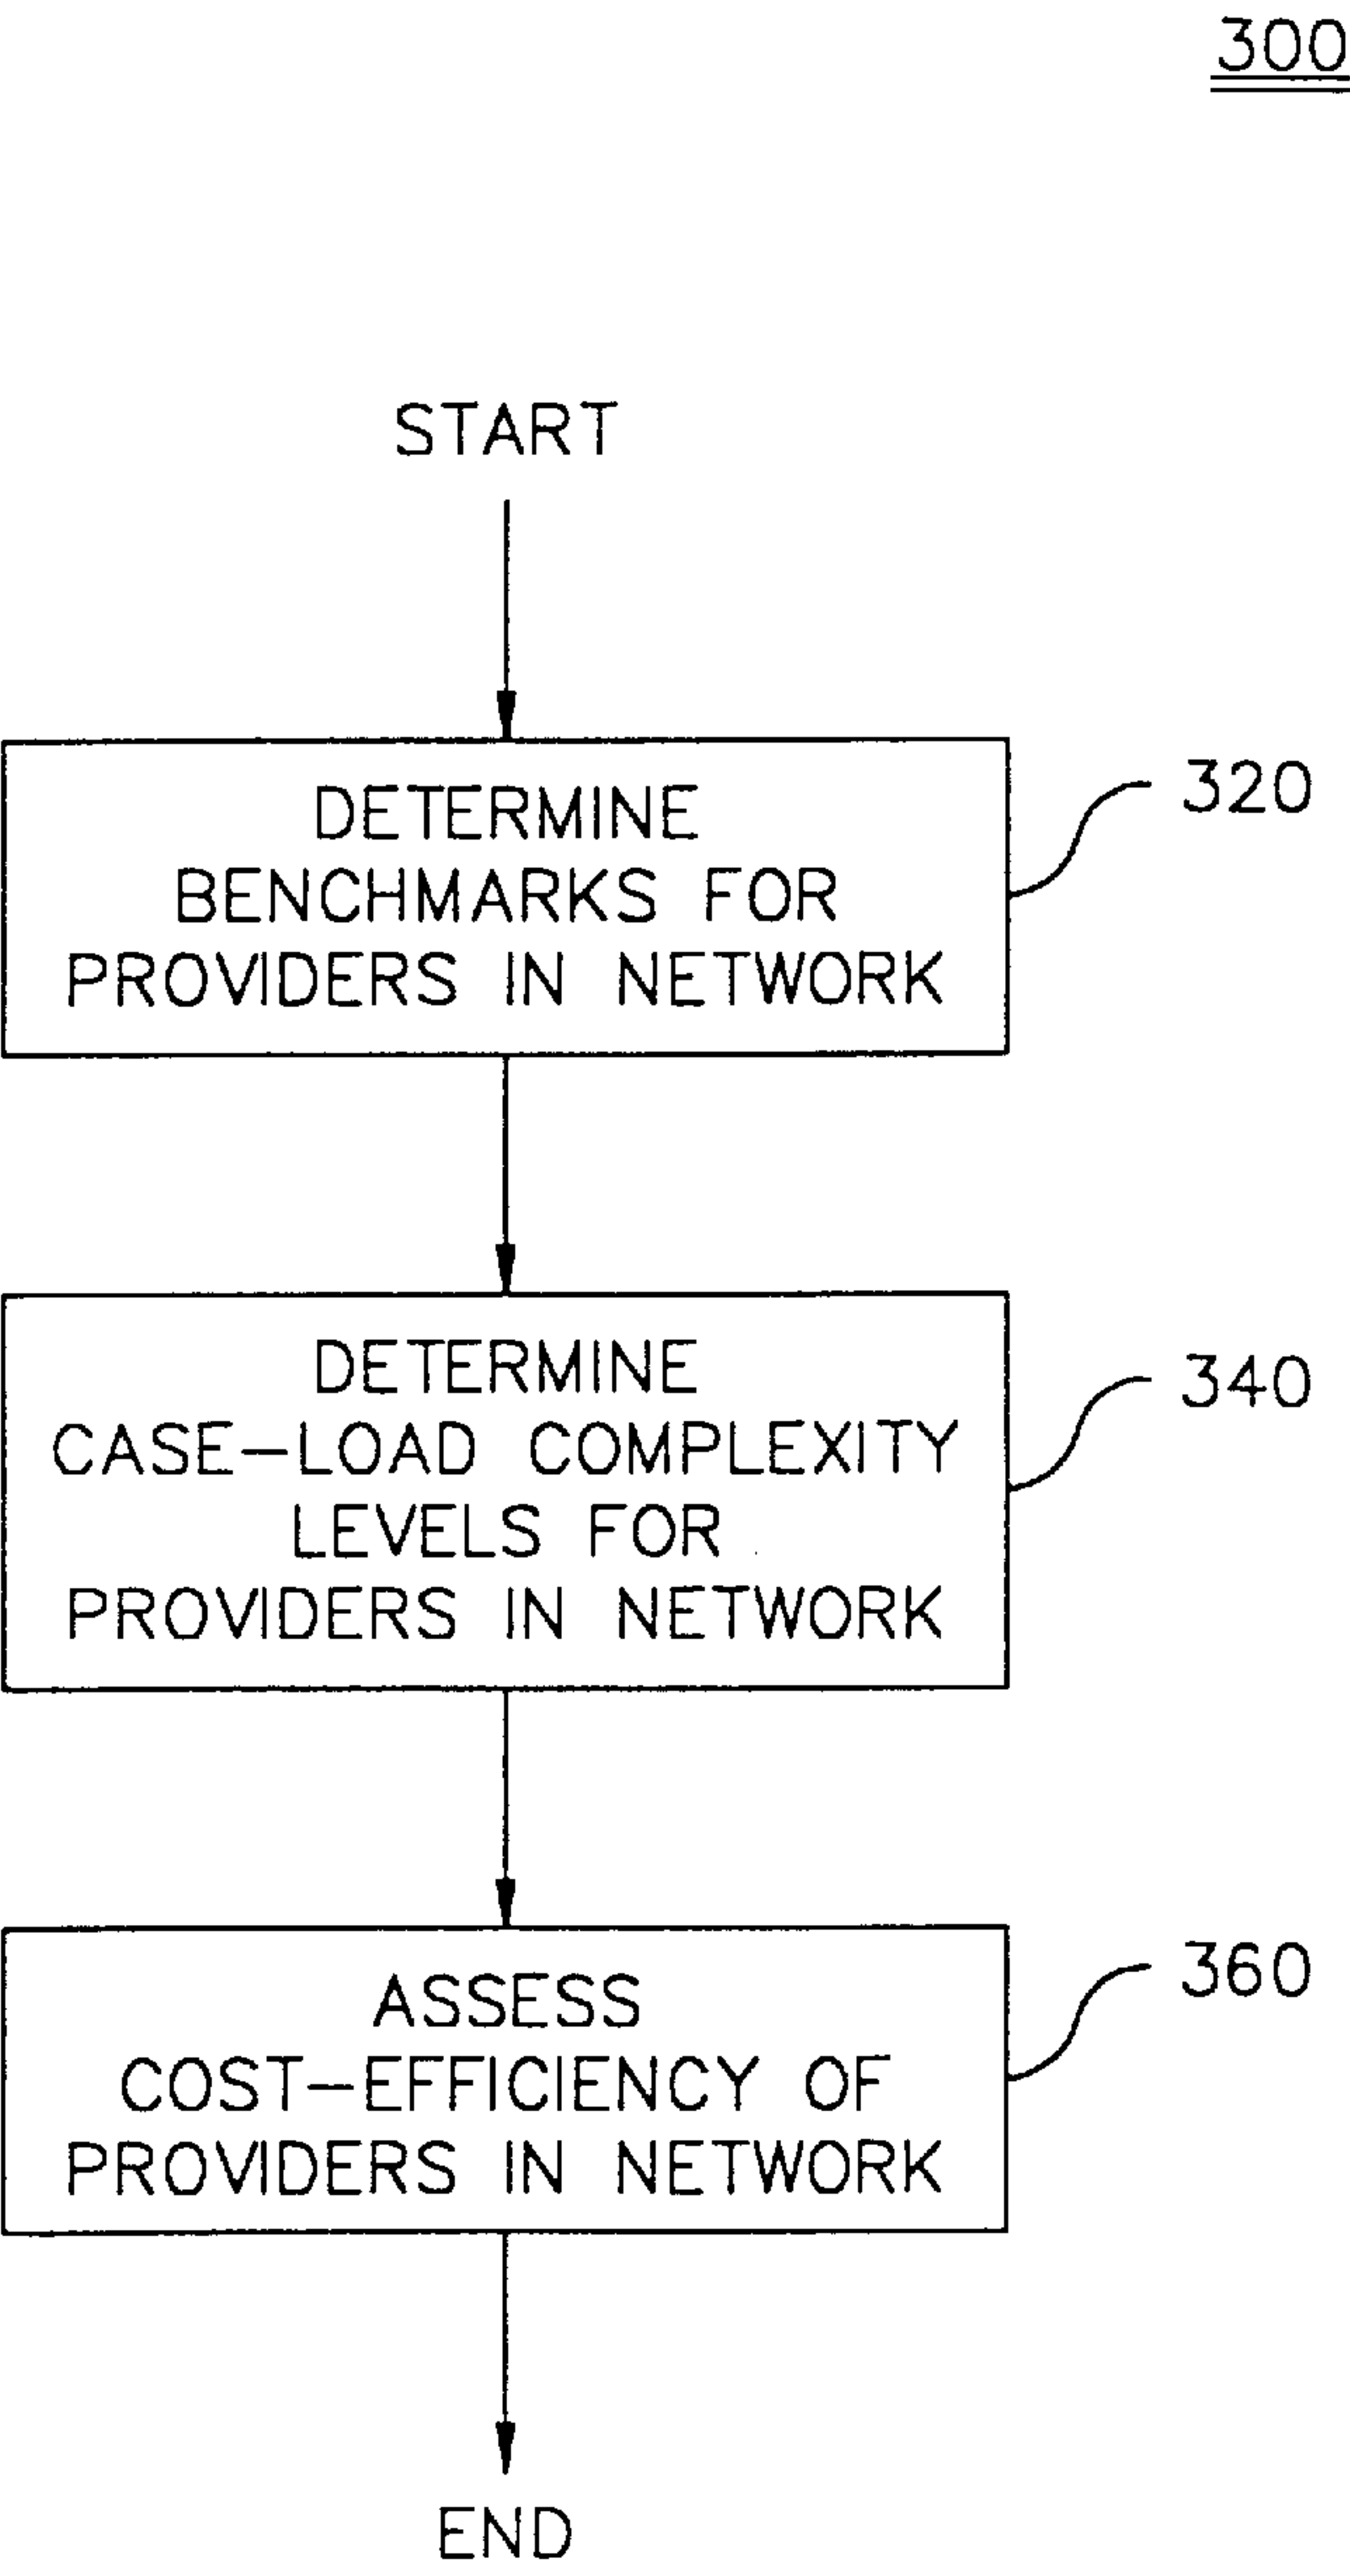 300
START
DETERMINE
BENCHMARKS FOR
PROVIDERS IN NETWORK
320
DETERMINE
CASE-LOAD COMPLEXITY
LEVELS FOR
PROVIDERS IN NETWORK
340
ASSESS
COST-EFFICIENCY OF
PROVIDERS IN NETWORK
360
END